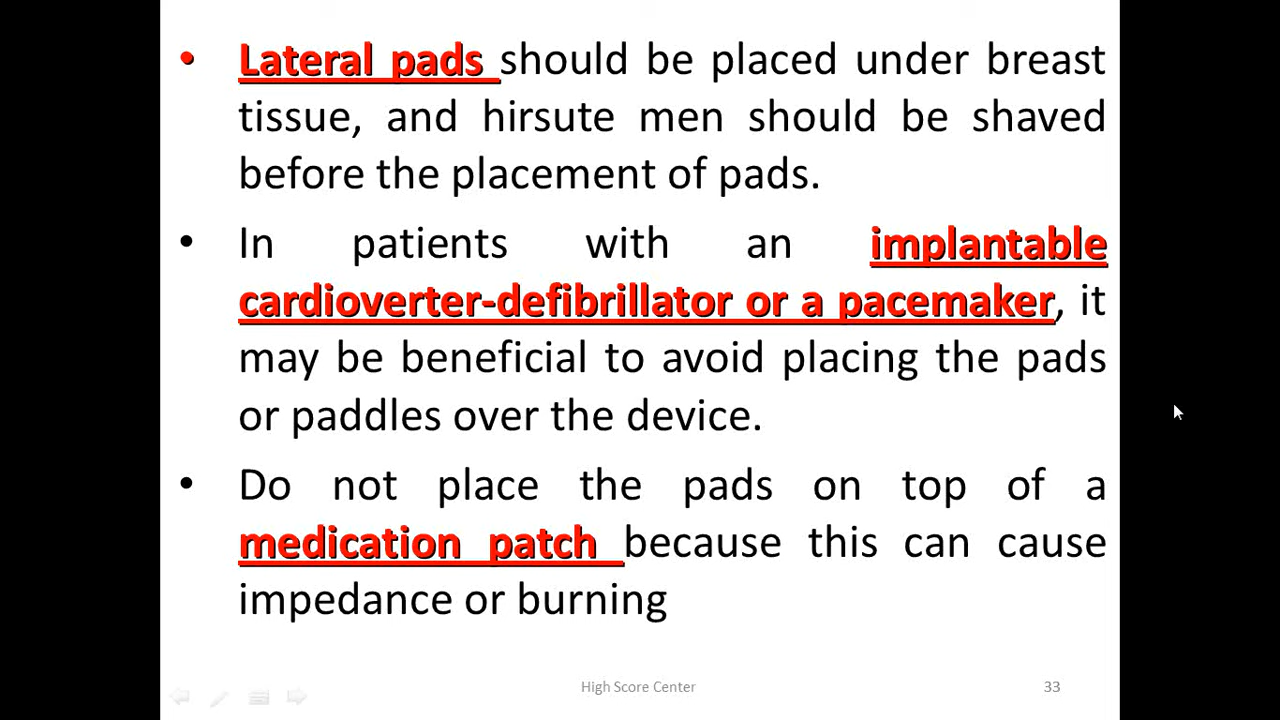 • Lateral pads should be placed under breast
tissue, and hirsute men should be shaved
before the placement of pads.
• In patients with an implantable
cardioverter-defibrillator or a pacemaker, it
may be beneficial to avoid placing the pads
or paddles over the device.
• Do not place the pads on top of a
medication patch because this can cause
impedance or burning
High Score Center
33